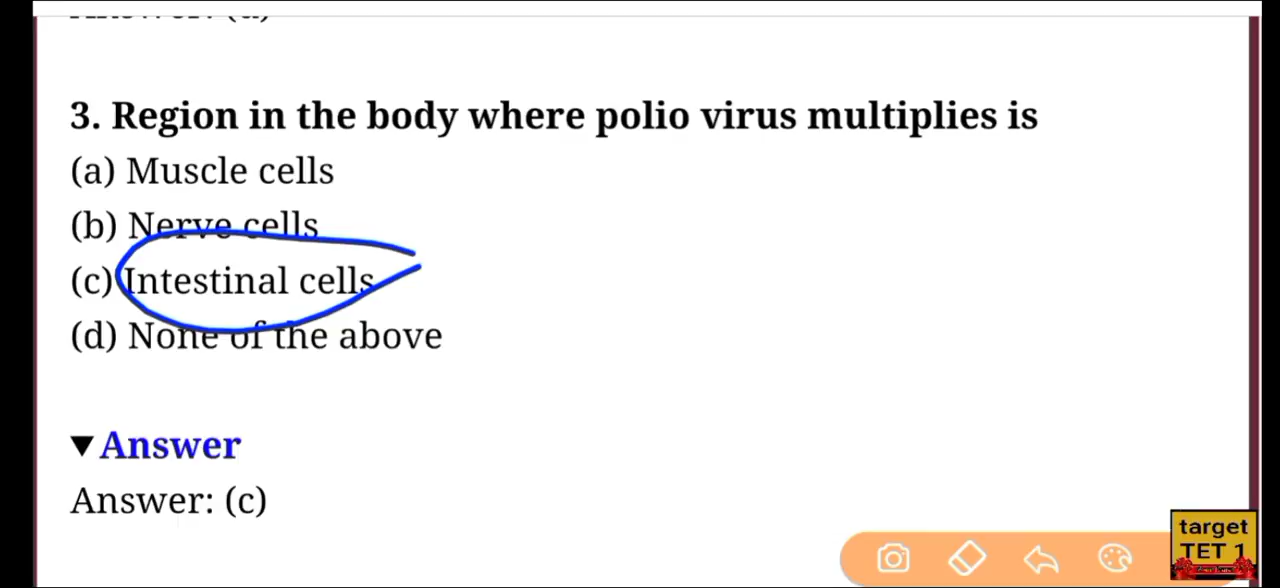 3. Region in the body where polio virus multiplies is
(a) Muscle cells
(b) Nerve cells
(c) Intestinal cells
(d) None of the above
▼ Answer
Answer: (c)
target
TET 1